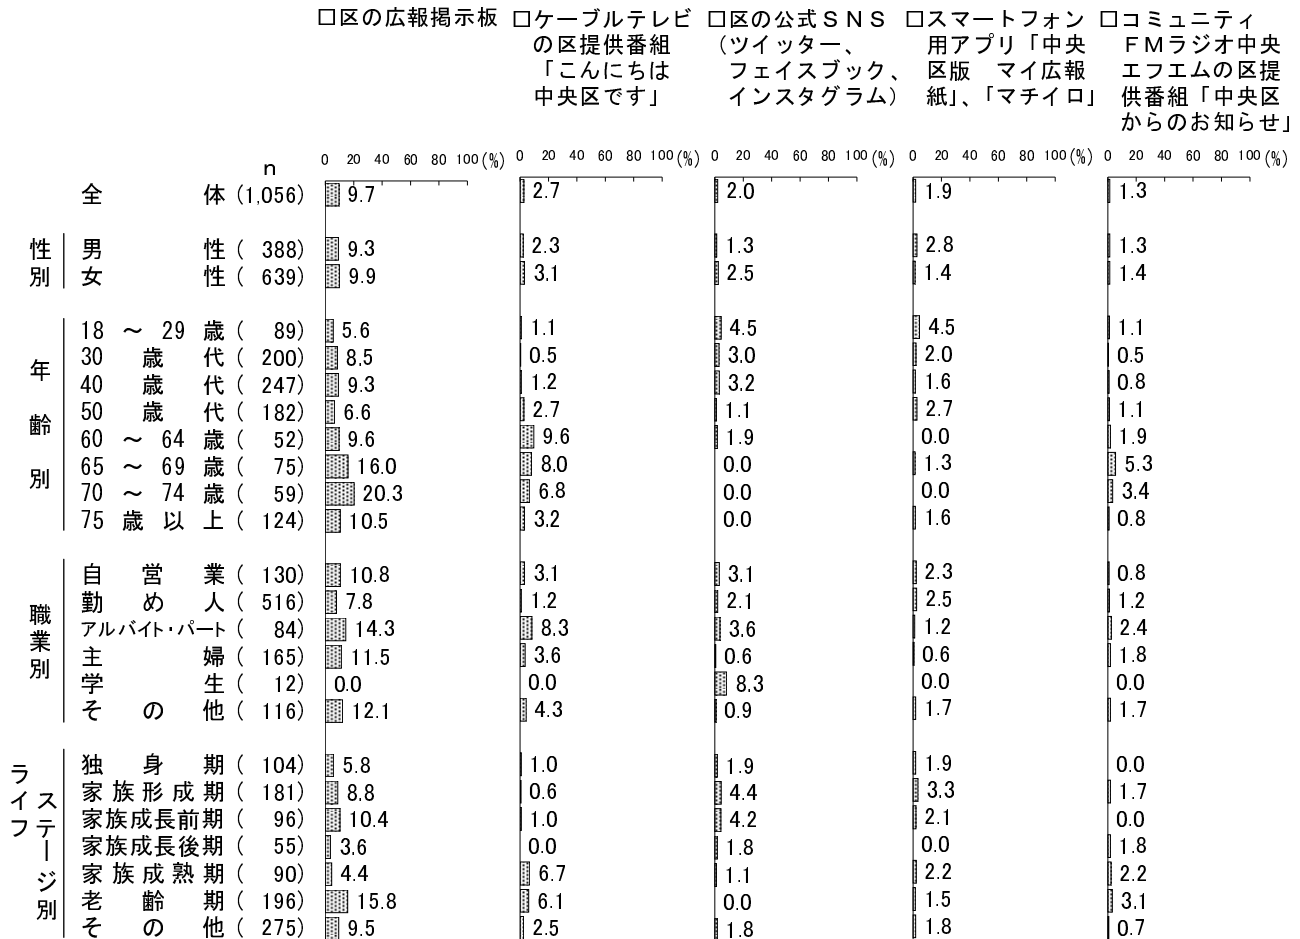 □区の広報掲示板 □ケーブルテレビの区提供番組「こんにちは中央区です」 □区の公式ＳＮＳ（ツイッター、フェイスブック、インスタグラム） □スマートフォン用アプリ「中央区版　マイ広報紙」、「マチイロ」 □コミュニティＦＭラジオ中央エフエムの区提供番組「中央区からのお知らせ」
n 0 20 40 60 80 100 (%) 0 20 40 60 80 100 (%) 0 20 40 60 80 100 (%) 0 20 40 60 80 100 (%) 0 20 40 60 80 100 (%)
全体 (1,056) 9.7 2.7 2.0 1.9 1.3
性別
男性 ( 388) 9.3 2.3 1.3 2.8 1.3
女性 ( 639) 9.9 3.1 2.5 1.4 1.4
年齢別
18～29歳 ( 89) 5.6 1.1 4.5 4.5 1.1
30歳代 ( 200) 8.5 0.5 3.0 2.0 0.5
40歳代 ( 247) 9.3 1.2 3.2 1.6 0.8
50歳代 ( 182) 6.6 2.7 1.1 2.7 1.1
60～64歳 ( 52) 9.6 9.6 1.9 0.0 1.9
65～69歳 ( 75) 16.0 8.0 0.0 1.3 5.3
70～74歳 ( 59) 20.3 6.8 0.0 0.0 3.4
75歳以上 ( 124) 10.5 3.2 0.0 1.6 0.8
職業別
自営業 ( 130) 10.8 3.1 3.1 2.3 0.8
勤め人 ( 516) 7.8 1.2 2.1 2.5 1.2
アルバイト・パート ( 84) 14.3 8.3 3.6 1.2 2.4
主婦 ( 165) 11.5 3.6 0.6 0.6 1.8
学生 ( 12) 0.0 0.0 8.3 0.0 0.0
その他 ( 116) 12.1 4.3 0.9 1.7 1.7
ライフステージ別
独身期 ( 104) 5.8 1.0 1.9 1.9 0.0
家族形成期 ( 181) 8.8 0.6 4.4 3.3 1.7
家族成長前期 ( 96) 10.4 1.0 4.2 2.1 0.0
家族成長後期 ( 55) 3.6 0.0 1.8 0.0 1.8
家族成熟期 ( 90) 4.4 6.7 1.1 2.2 2.2
老齢期 ( 196) 15.8 6.1 0.0 1.5 3.1
その他 ( 275) 9.5 2.5 1.8 1.8 0.7